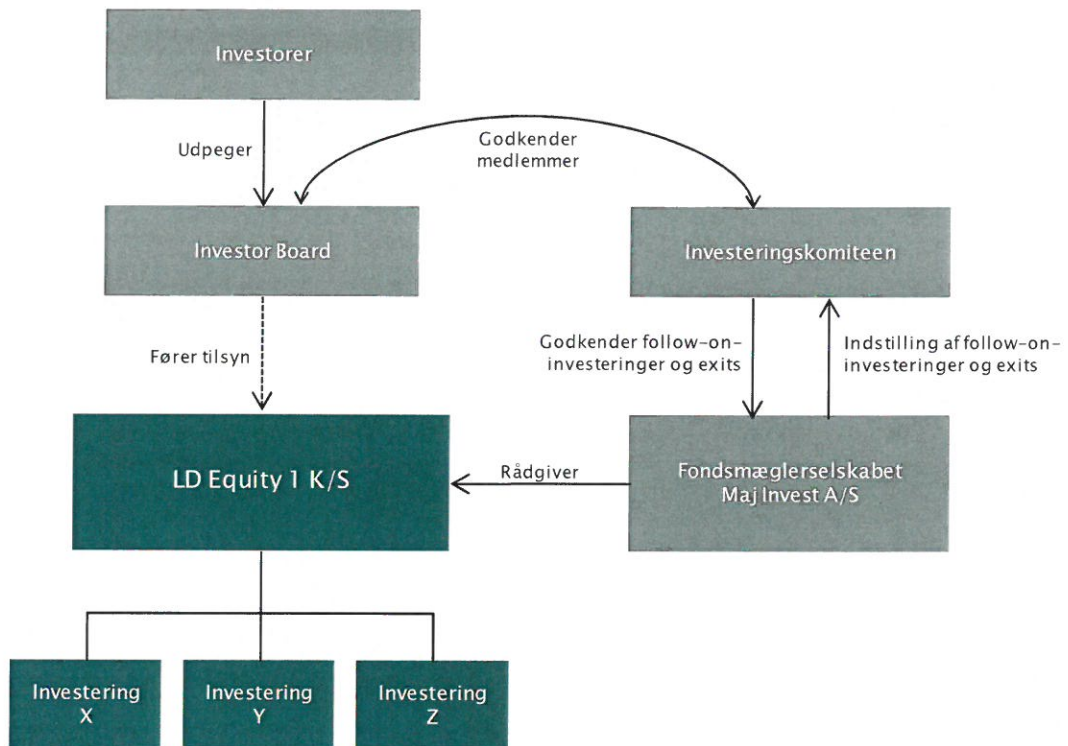 Investorer
Udpeger
Godkender
medlemmer
Investor Board
Investeringskomiteen
Fører tilsyn
Godkender follow-on-
investeringer og exits
Indstilling af follow-on-
investeringer og exits
LD Equity 1 K/S
Rådgiver
Fondsmæglerselskabet
Maj Invest A/S
Investering
X
Investering
Y
Investering
Z